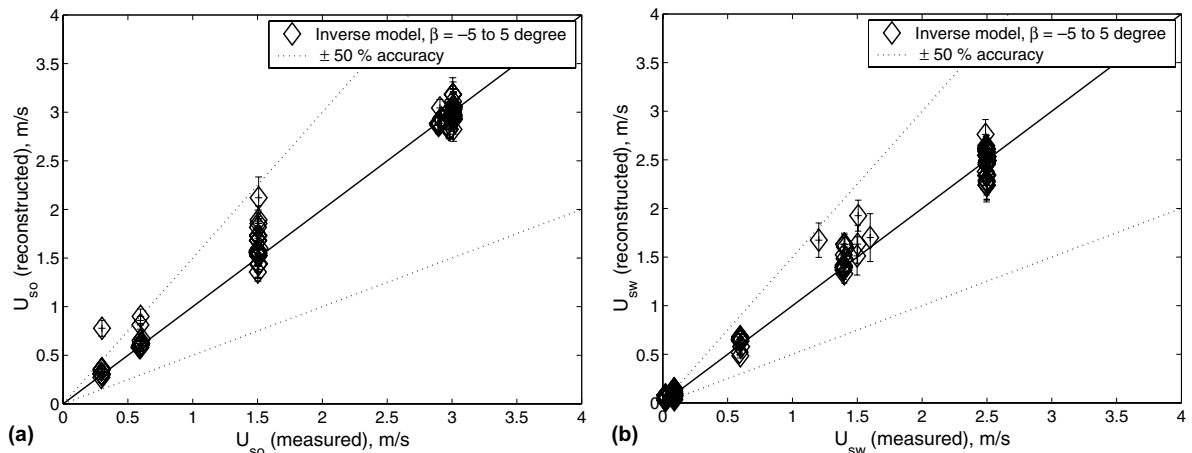 4
3.5
3
2.5
2
1.5
1
0.5
0
U_so (reconstructed), m/s
Inverse model, β = −5 to 5 degree
± 50 % accuracy
0 0.5 1 1.5 2 2.5 3 3.5 4
U_so (measured), m/s
(a)
4
3.5
3
2.5
2
1.5
1
0.5
0
U_sw (reconstructed), m/s
Inverse model, β = −5 to 5 degree
± 50 % accuracy
0 0.5 1 1.5 2 2.5 3 3.5 4
U_sw (measured), m/s
(b)